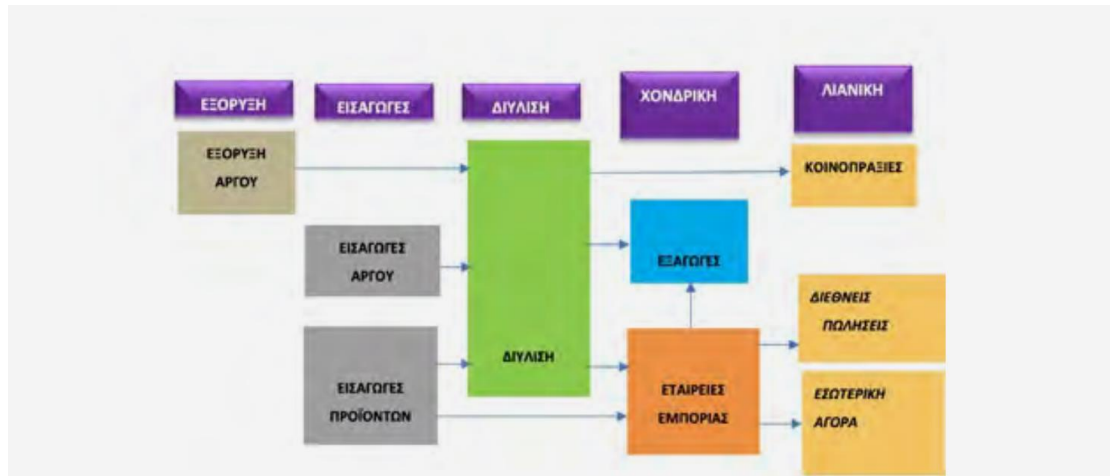 ΕΞΟΡΥΞΗ
ΕΙΣΑΓΩΓΕΣ
ΔΙΥΛΙΣΗ
ΧΟΝΔΡΙΚΗ
ΛΙΑΝΙΚΗ
ΕΞΟΡΥΞΗ
ΑΡΓΟΥ
ΚΟΙΝΟΠΡΑΞΙΕΣ
ΕΙΣΑΓΩΓΕΣ
ΑΡΓΟΥ
ΕΞΑΓΩΓΕΣ
ΔΙΕΘΝΕΙΣ
ΠΩΛΗΣΕΙΣ
ΔΙΥΛΙΣΗ
ΕΙΣΑΓΩΓΕΣ
ΠΡΟΪΟΝΤΩΝ
ΕΤΑΙΡΕΙΕΣ
ΕΜΠΟΡΙΑΣ
ΕΣΩΤΕΡΙΚΗ
ΑΓΟΡΑ